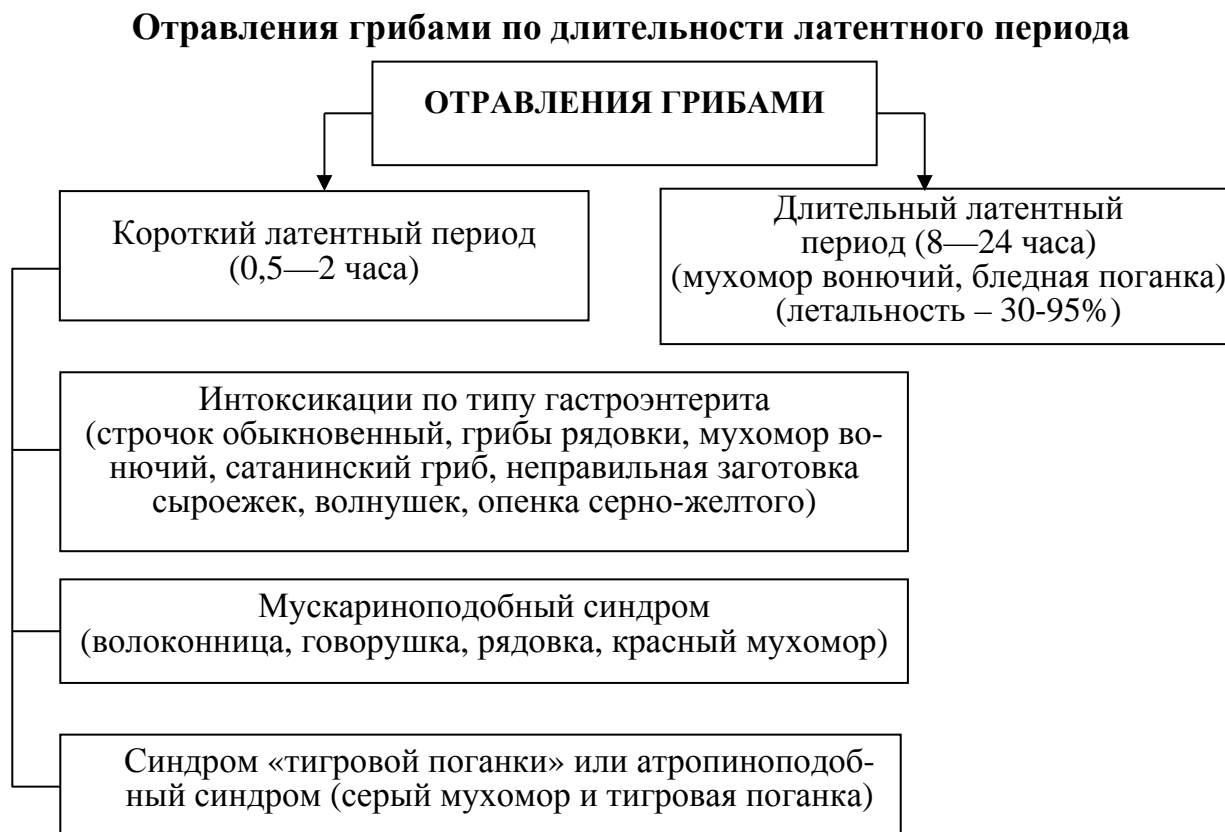 Отравления грибами по длительности латентного периода
ОТРАВЛЕНИЯ ГРИБАМИ
Короткий латентный период
(0,5—2 часа)
Длительный латентный
период (8—24 часа)
(мухомор вонючий, бледная поганка)
(летальность – 30-95%)
Интоксикации по типу гастроэнтерита
(строчок обыкновенный, грибы рядовки, мухомор во-
нючий, сатанинский гриб, неправильная заготовка
сыроежек, волнушек, опенка серно-желтого)
Мускариноподобный синдром
(волоконница, говорушка, рядовка, красный мухомор)
Синдром «тигровой поганки» или атропиноподоб-
ный синдром (серый мухомор и тигровая поганка)